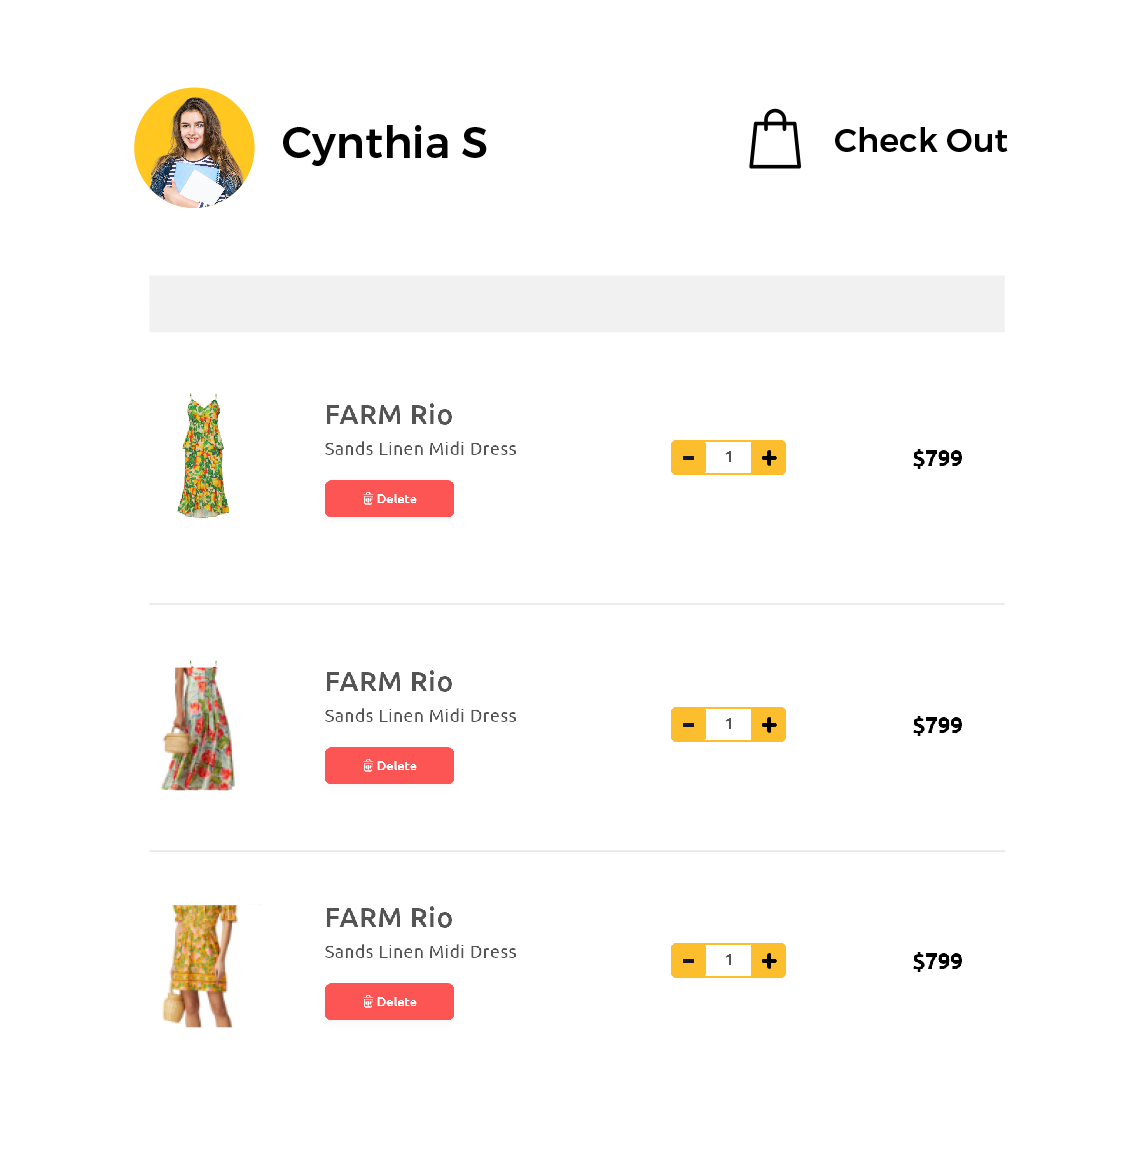 Cynthia S
Check Out
FARM Rio
Sands Linen Midi Dress
Delete
- 1 +
$799
FARM Rio
Sands Linen Midi Dress
Delete
- 1 +
$799
FARM Rio
Sands Linen Midi Dress
Delete
- 1 +
$799